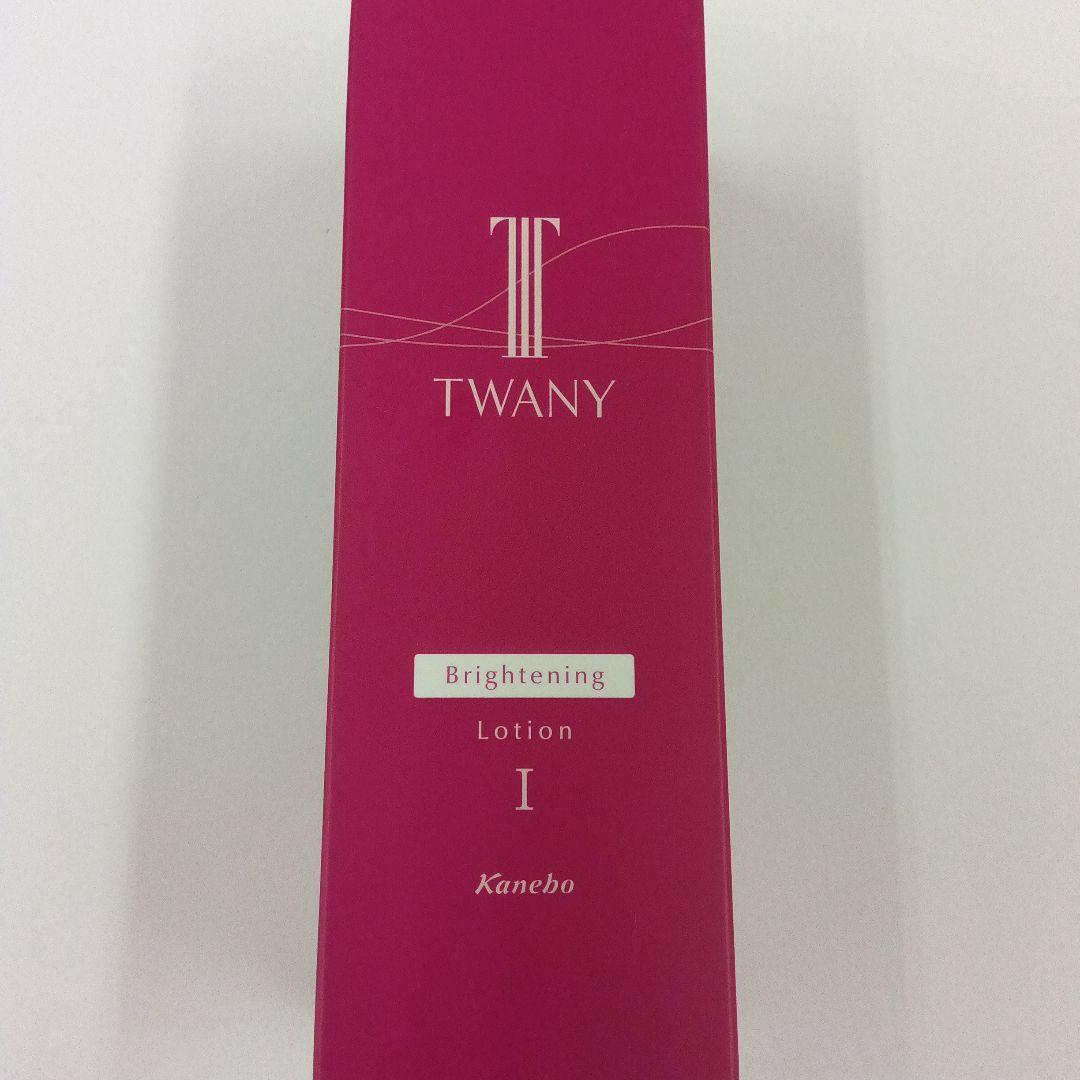 T
TWANY
Brightening
Lotion
I
Kanebo